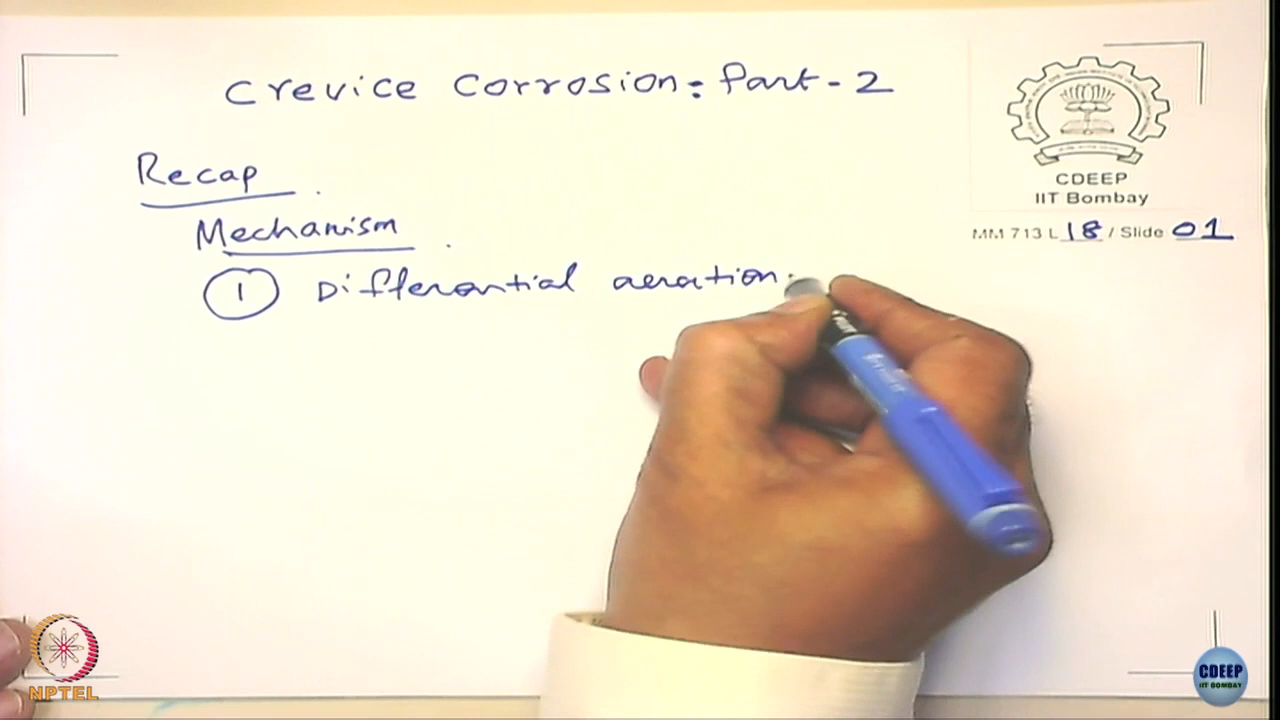 Crevice Corrosion: Part-2
CDEEP
IIT Bombay
MM 713 L 18 / Slide 01
Recap
Mechanism
1 Differential aeration
NPTEL
CDEEP
IIT BOMBAY